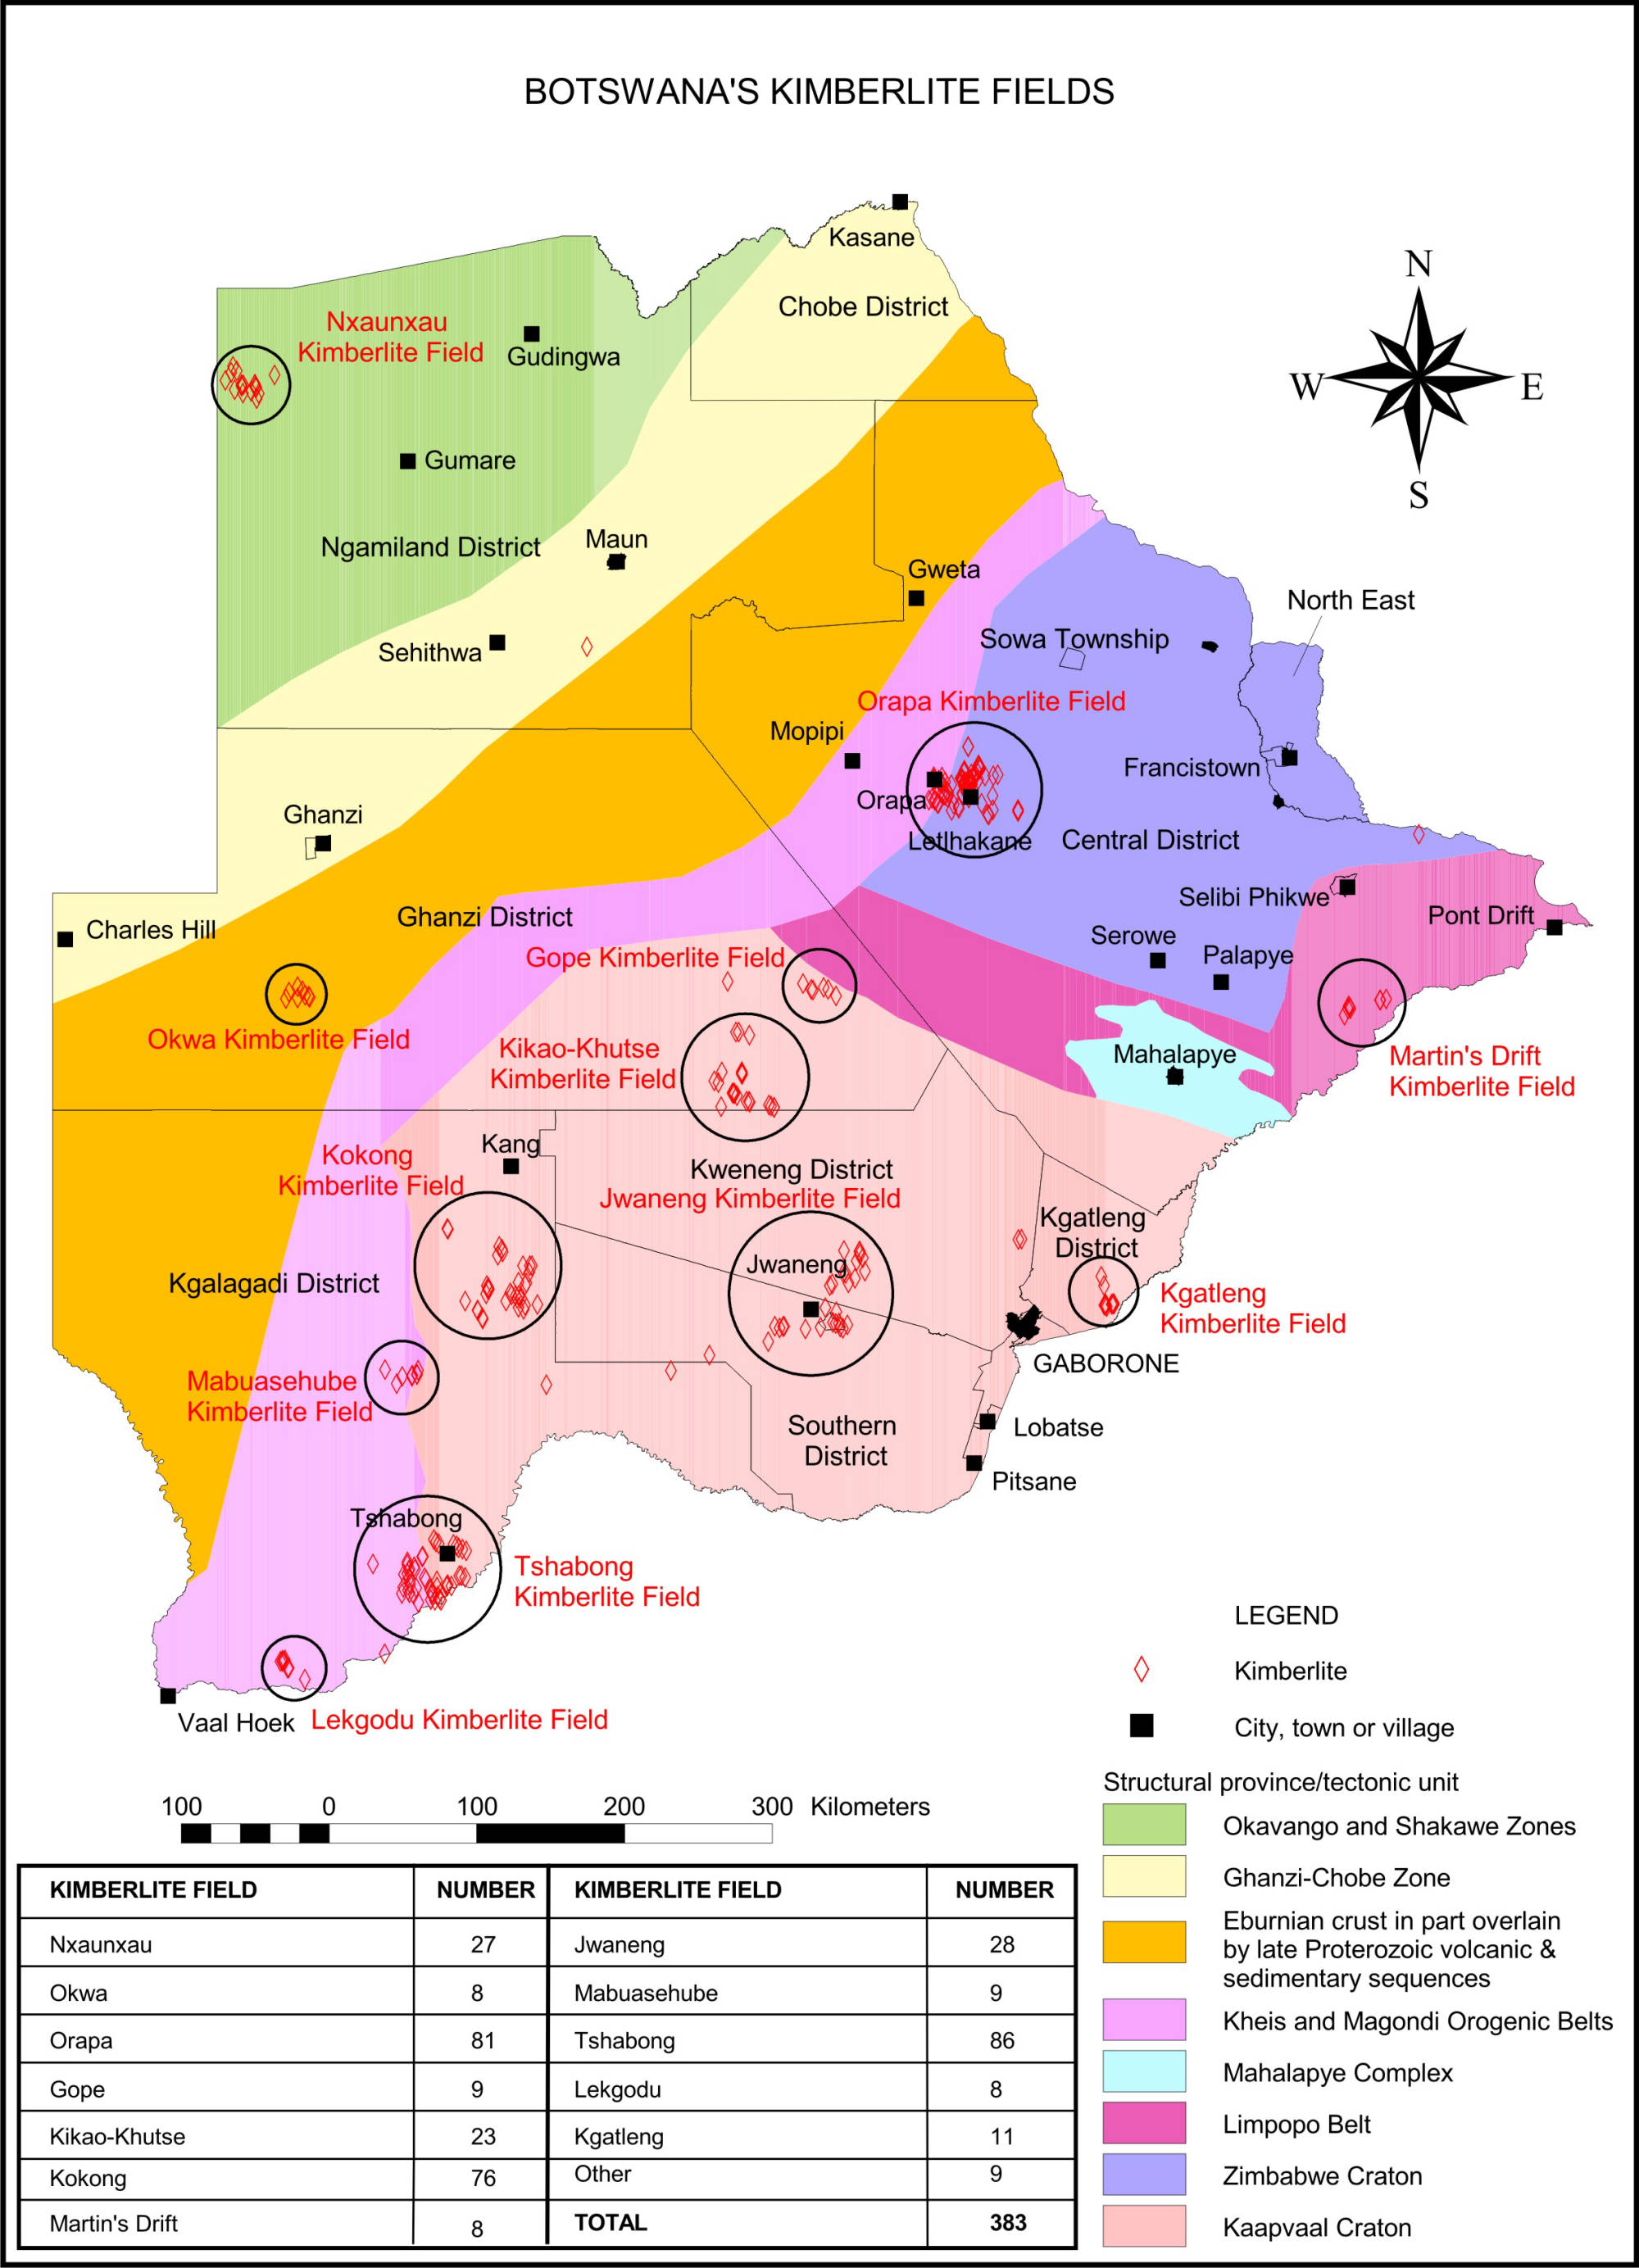 BOTSWANA'S KIMBERLITE FIELDS
Kasane
Chobe District
N
W
E
S
Nxaunxau
Kimberlite Field
Gudingwa
Gumare
Ngamiland District
Maun
Gweta
North East
Sowa Township
Sehithwa
Orapa Kimberlite Field
Mopipi
Francistown
Orapa
Letlhakane
Central District
Ghanzi
Selibi Phikwe
Pont Drift
Charles Hill
Ghanzi District
Serowe
Palapye
Gope Kimberlite Field
Okwa Kimberlite Field
Kikao-Khutse
Kimberlite Field
Mahalapye
Martin's Drift
Kimberlite Field
Kokong
Kimberlite Field
Kang
Kweneng District
Jwaneng Kimberlite Field
Kgatleng
District
Jwaneng
Kgalagadi District
Kgatleng
Kimberlite Field
GABORONE
Mabuasehube
Kimberlite Field
Southern
District
Lobatse
Pitsane
Tshabong
Tshabong
Kimberlite Field
Vaal Hoek
Lekgodu Kimberlite Field
LEGEND
Kimberlite
City, town or village
Structural province/tectonic unit
Okavango and Shakawe Zones
Ghanzi-Chobe Zone
Eburnian crust in part overlain
by late Proterozoic volcanic &
sedimentary sequences
Kheis and Magondi Orogenic Belts
Mahalapye Complex
Limpopo Belt
Zimbabwe Craton
Kaapvaal Craton
100 0 100 200 300 Kilometers
KIMBERLITE FIELD NUMBER KIMBERLITE FIELD NUMBER
Nxaunxau 27 Jwaneng 28
Okwa 8 Mabuasehube 9
Orapa 81 Tshabong 86
Gope 9 Lekgodu 8
Kikao-Khutse 23 Kgatleng 11
Kokong 76 Other 9
Martin's Drift 8 TOTAL 383